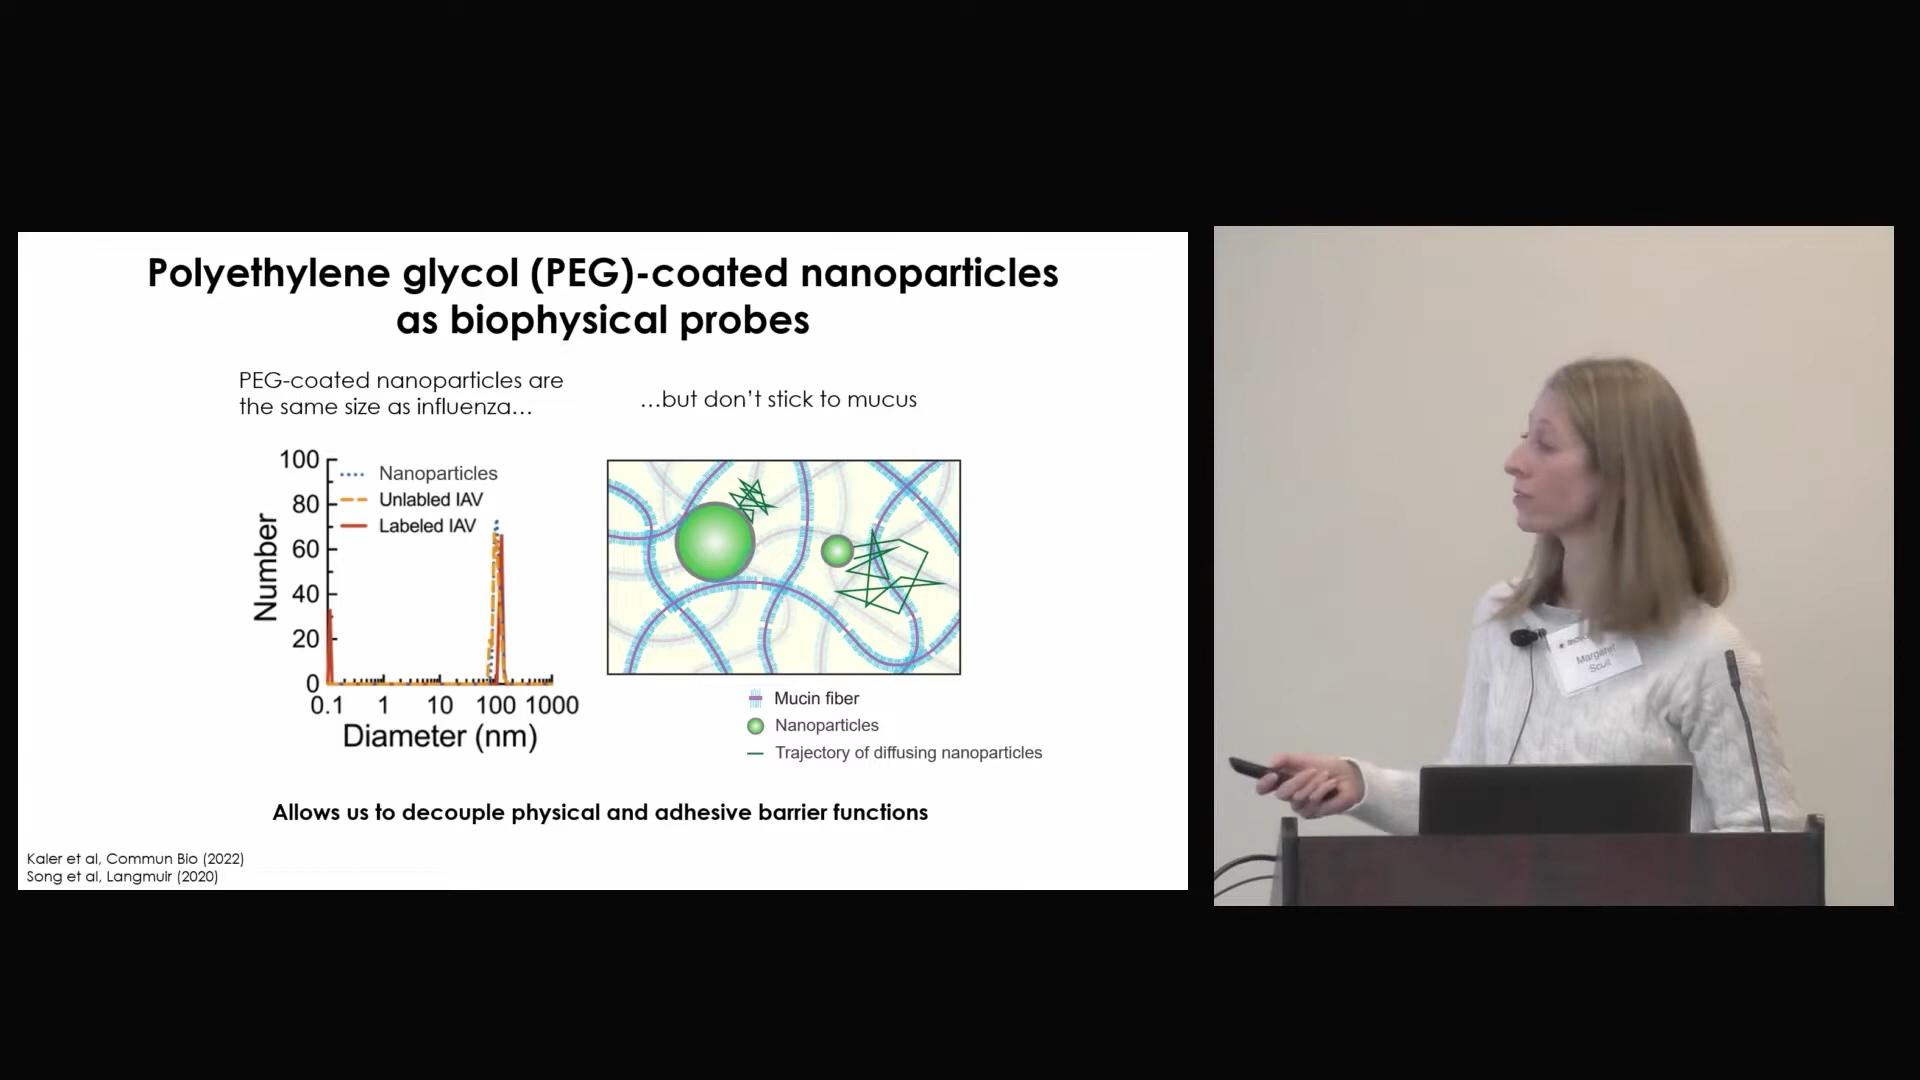 Polyethylene glycol (PEG)-coated nanoparticles
as biophysical probes
PEG-coated nanoparticles are
the same size as influenza...
...but don't stick to mucus
100
80
60
40
20
0
Number
Nanoparticles
Unlabled IAV
Labeled IAV
0.1 1 10 100 1000
Diameter (nm)
Mucin fiber
Nanoparticles
Trajectory of diffusing nanoparticles
Allows us to decouple physical and adhesive barrier functions
Kaler et al, Commun Bio (2022)
Song et al, Langmuir (2020)
Margaret
Scull